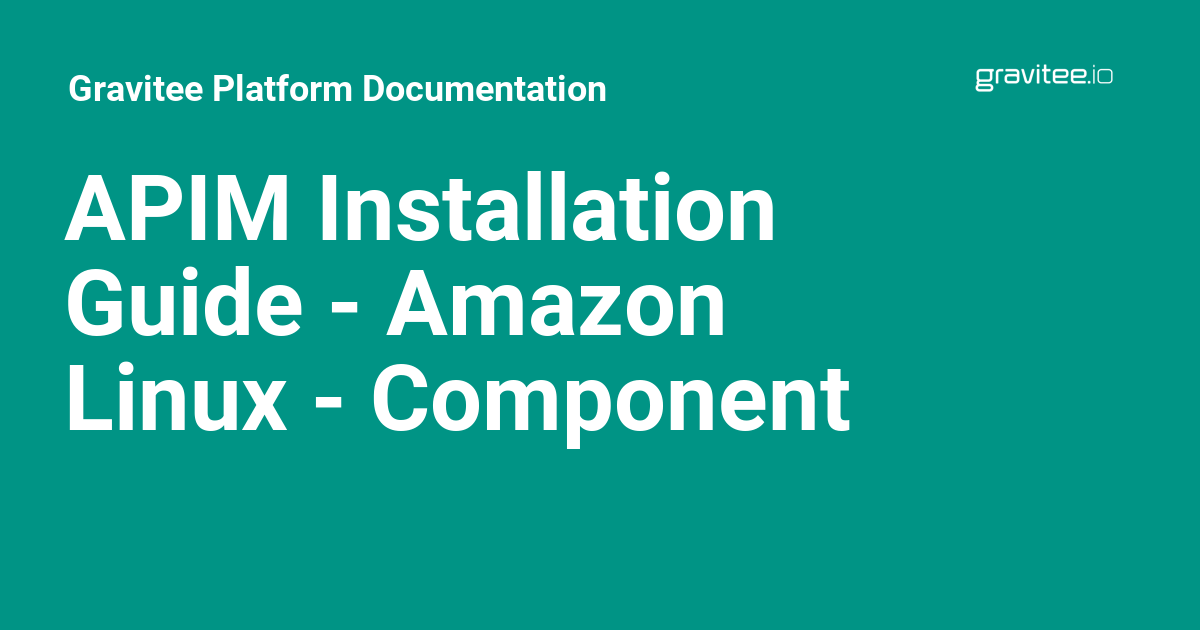 Gravitee Platform Documentation
gravitee.io
APIM Installation
Guide - Amazon
Linux - Component